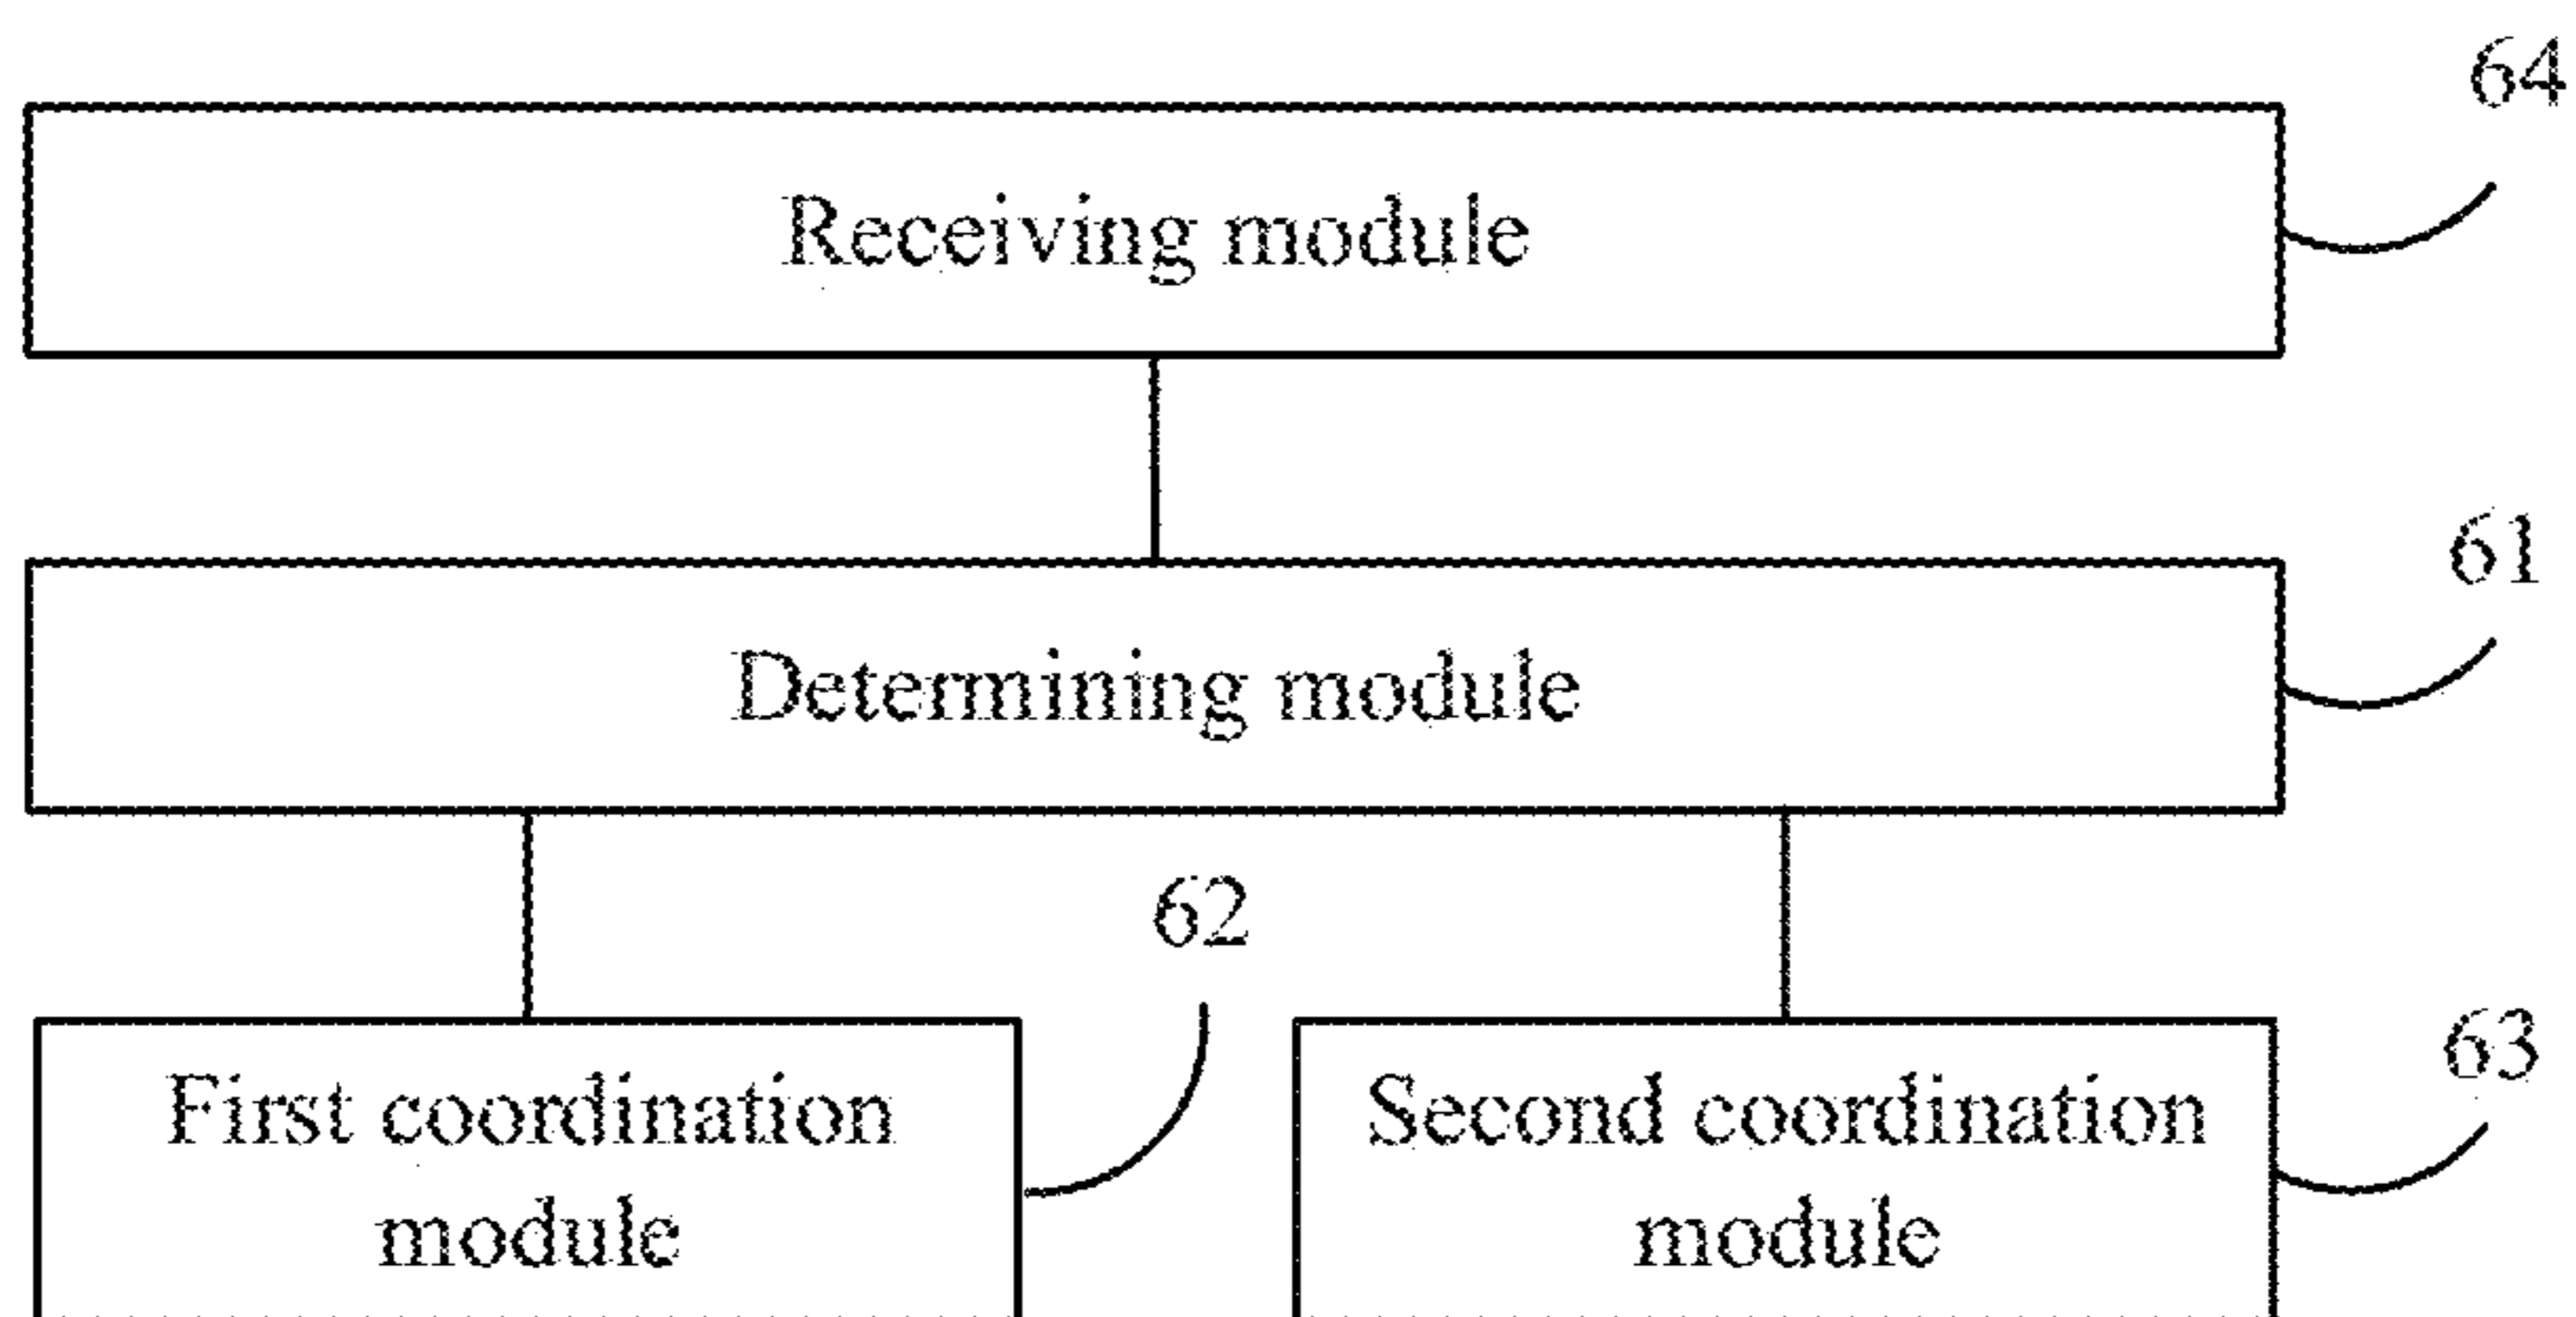 64
Receiving module
61
Determining module
62
63
First coordination
module
Second coordination
module